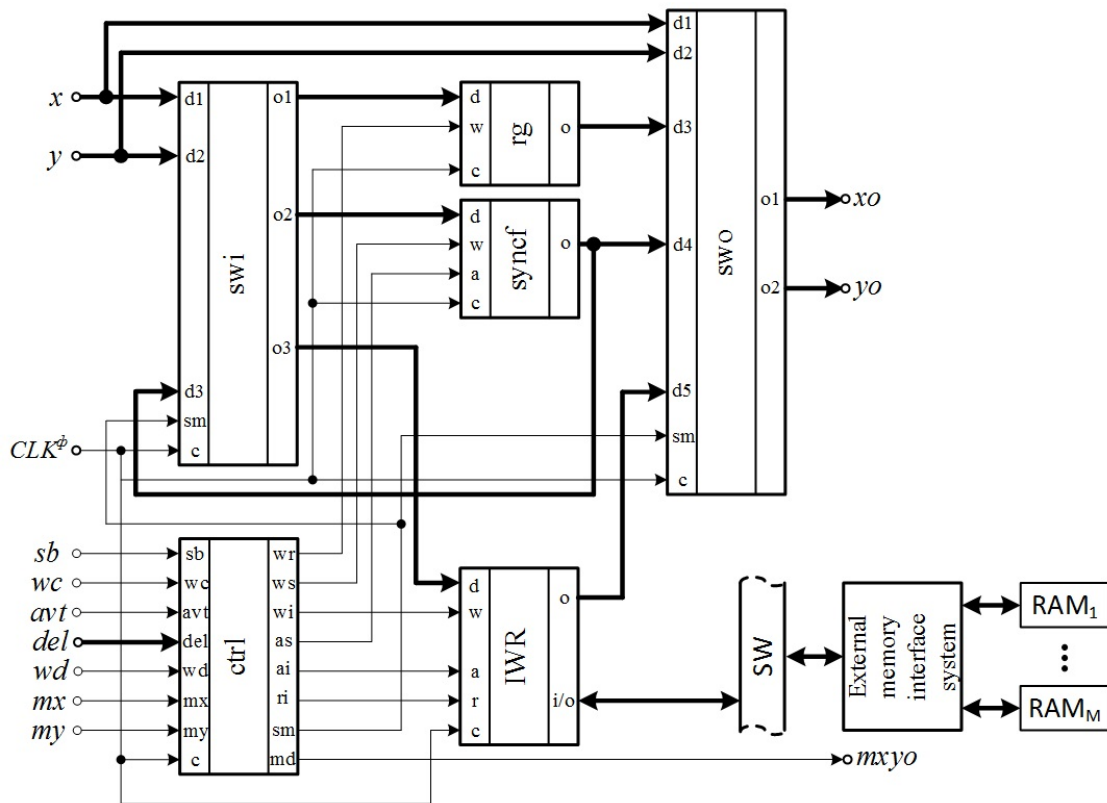 x
y
CLKᶲ
sb
wc
avt
del
wd
mx
my
d1
d2
d3
sm
c
swi
o1
o2
o3
d
w
c
rg
o
d
w
a
c
syncf
o
d1
d2
d3
d4
d5
sm
c
swo
o1
o2
xo
yo
sb
wc
avt
del
wd
mx
my
c
ctrl
wr
ws
wi
as
ai
ri
sm
md
d
w
a
r
c
IWR
o
i/o
SW
External
memory
interface
system
RAM₁
...
RAMM
mxyo